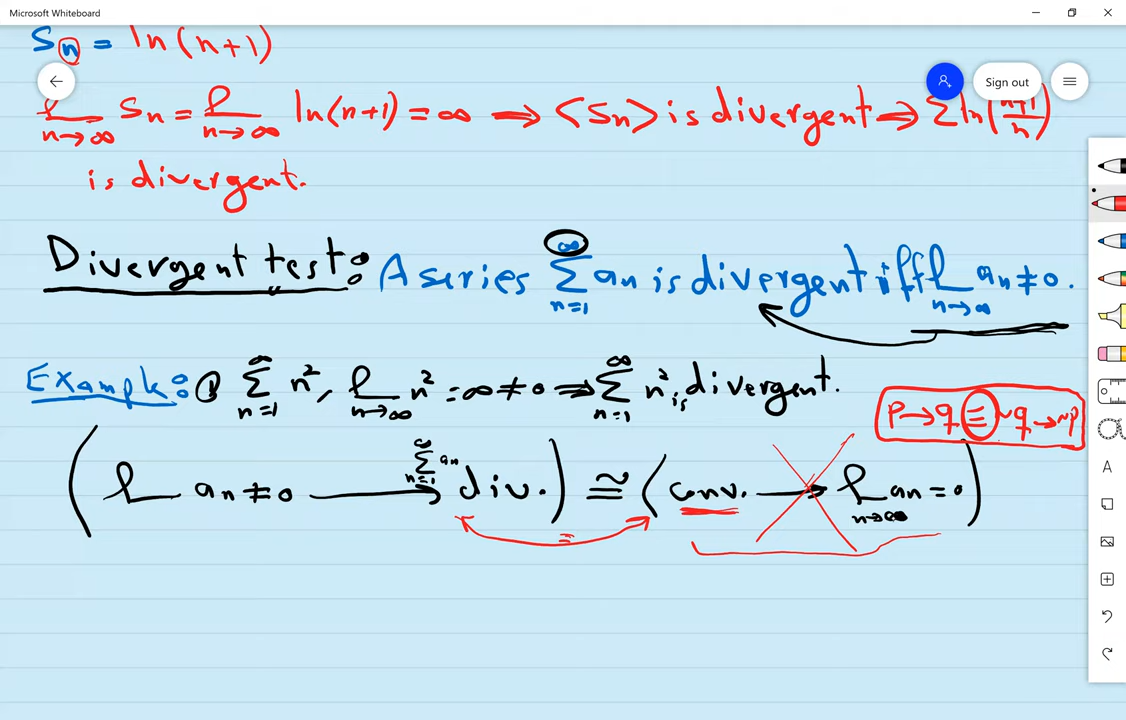 Microsoft Whiteboard
Sn = ln(n+1)
Sign out
lim n→∞ Sn = lim n→∞ ln(n+1) = ∞ ⟹ <Sn> is divergent ⟹ Σ ln((n+1)/n)
is divergent.
Divergent test: A series ∞ Σ n=1 an is divergent iff lim n→∞ an ≠ 0.
Example: ① ∞ Σ n=1 n², lim n→∞ n² = ∞ ≠ 0 ⟹ ∞ Σ n=1 n² is divergent.
P → q ≡ ~q → ~p
(lim an ≠ 0 ⟶ ∞ Σ n=1 an div.) ≅ (conv. ⟶ lim n→∞ an = 0)
=
A